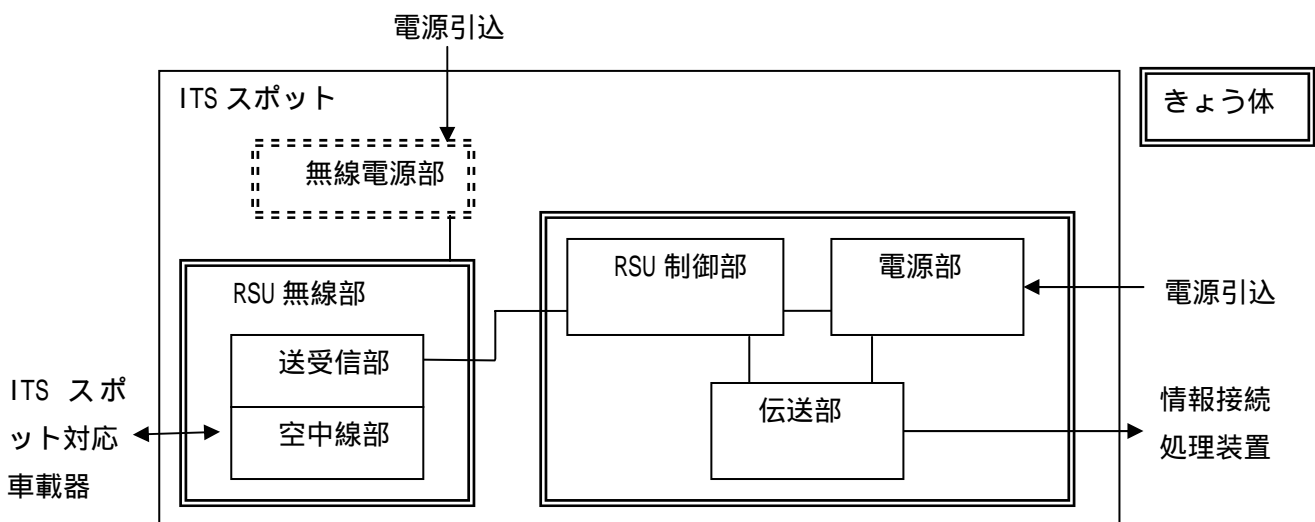 電源引込
ITS スポット
きょう体
無線電源部
RSU 制御部
電源部
RSU 無線部
電源引込
送受信部
ITS スポ
ット対応
車載器
空中線部
伝送部
情報接続
処理装置